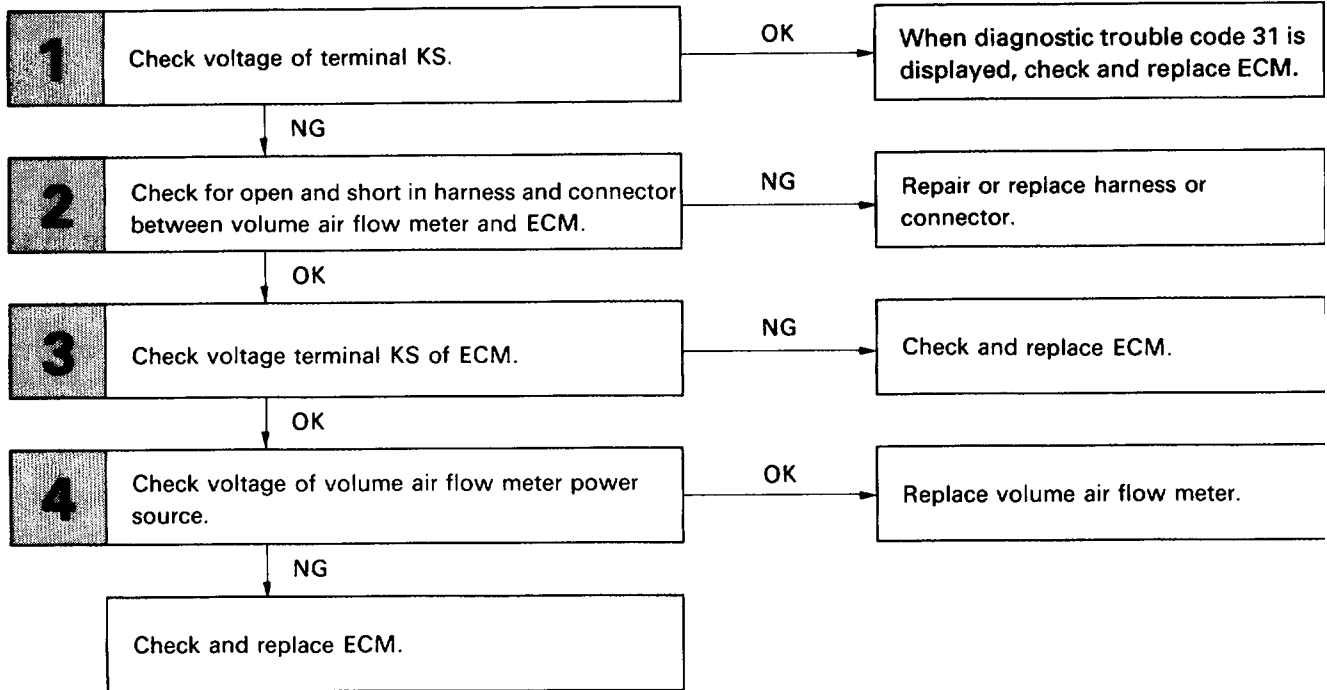 1
Check voltage of terminal KS.
OK
When diagnostic trouble code 31 is
displayed, check and replace ECM.
NG
2
Check for open and short in harness and connector
between volume air flow meter and ECM.
NG
Repair or replace harness or
connector.
OK
3
Check voltage terminal KS of ECM.
NG
Check and replace ECM.
OK
4
Check voltage of volume air flow meter power
source.
OK
Replace volume air flow meter.
NG
Check and replace ECM.